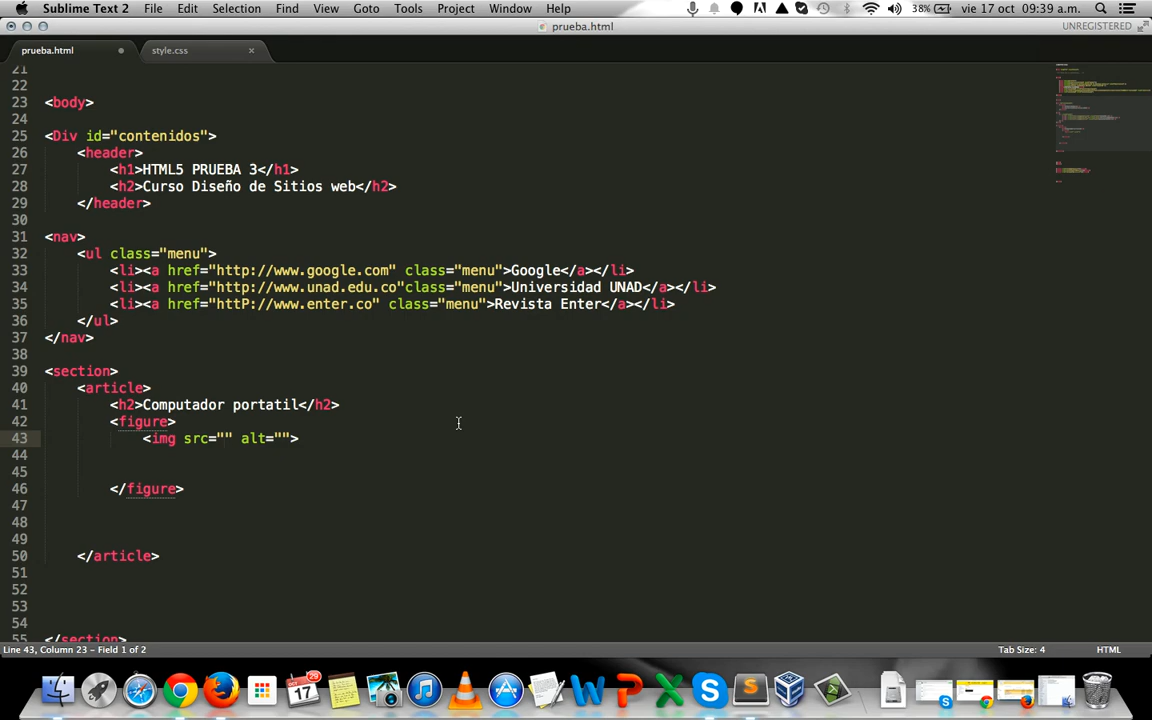 Sublime Text 2 File Edit Selection Find View Goto Tools Project Window Help 38% vie 17 oct 09:39 a.m.
prueba.html UNREGISTERED
prueba.html style.css
21
22
23 <body>
24
25 <Div id="contenidos">
26 <header>
27 <h1>HTML5 PRUEBA 3</h1>
28 <h2>Curso Diseño de Sitios web</h2>
29 </header>
30
31 <nav>
32 <ul class="menu">
33 <li><a href="http://www.google.com" class="menu">Google</a></li>
34 <li><a href="http://www.unad.edu.co"class="menu">Universidad UNAD</a></li>
35 <li><a href="httP://www.enter.co" class="menu">Revista Enter</a></li>
36 </ul>
37 </nav>
38
39 <section>
40 <article>
41 <h2>Computador portatil</h2>
42 <figure>
43 <img src="" alt="">
44
45
46 </figure>
47
48
49
50 </article>
51
52
53
54
55 </section>
Line 43, Column 23 – Field 1 of 2 Tab Size: 4 HTML
17 29